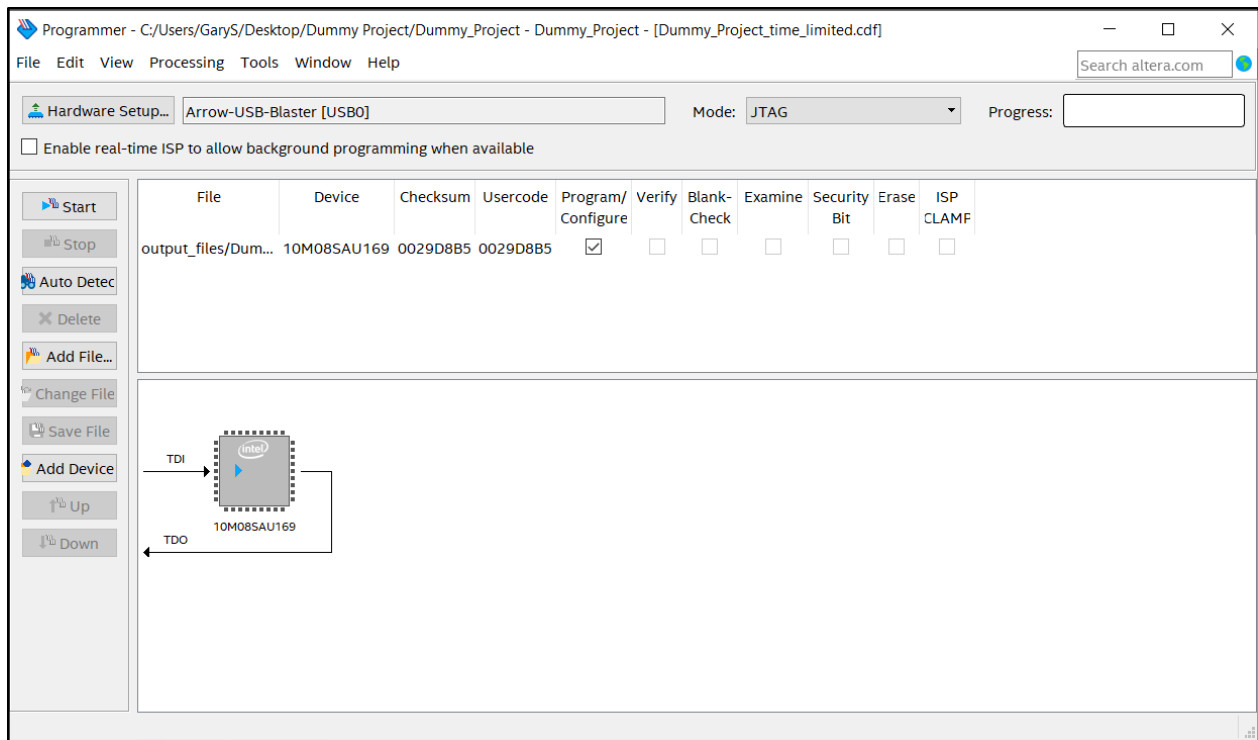 Programmer - C:/Users/GaryS/Desktop/Dummy Project/Dummy_Project - Dummy_Project - [Dummy_Project_time_limited.cdf]
File Edit View Processing Tools Window Help
Search altera.com
Hardware Setup... Arrow-USB-Blaster [USB0] Mode: JTAG Progress:
Enable real-time ISP to allow background programming when available
File Device Checksum Usercode Program/ Verify Blank- Examine Security Erase ISP
Configure Check Bit CLAMP
output_files/Dum... 10M08SAU169 0029D8B5 0029D8B5
Start
Stop
Auto Detec
Delete
Add File...
Change File
Save File
Add Device
Up
Down
intel
TDI
10M08SAU169
TDO